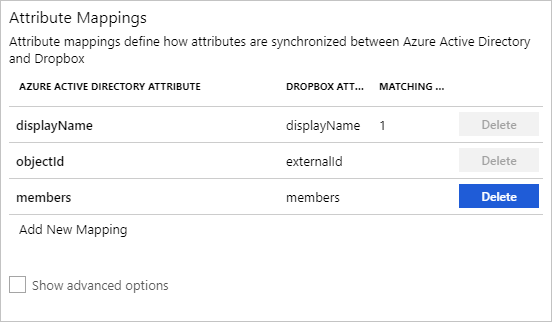 Attribute Mappings
Attribute mappings define how attributes are synchronized between Azure Active Directory
and Dropbox
AZURE ACTIVE DIRECTORY ATTRIBUTE DROPBOX ATT... MATCHING ...
displayName displayName 1 Delete
objectId externalId Delete
members members Delete
Add New Mapping
Show advanced options